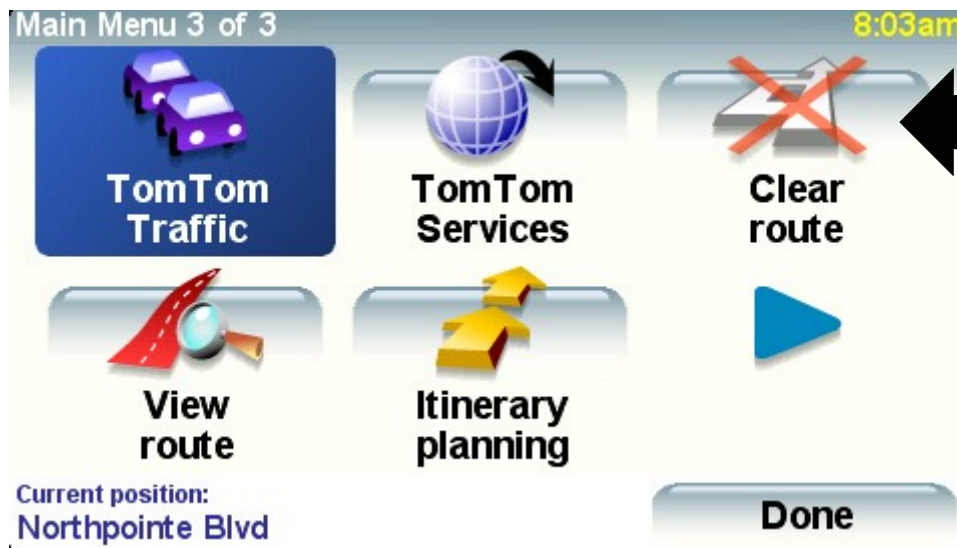 Main Menu 3 of 3
8:03am
TomTom
Traffic
TomTom
Services
Clear
route
View
route
Itinerary
planning
Current position:
Northpointe Blvd
Done